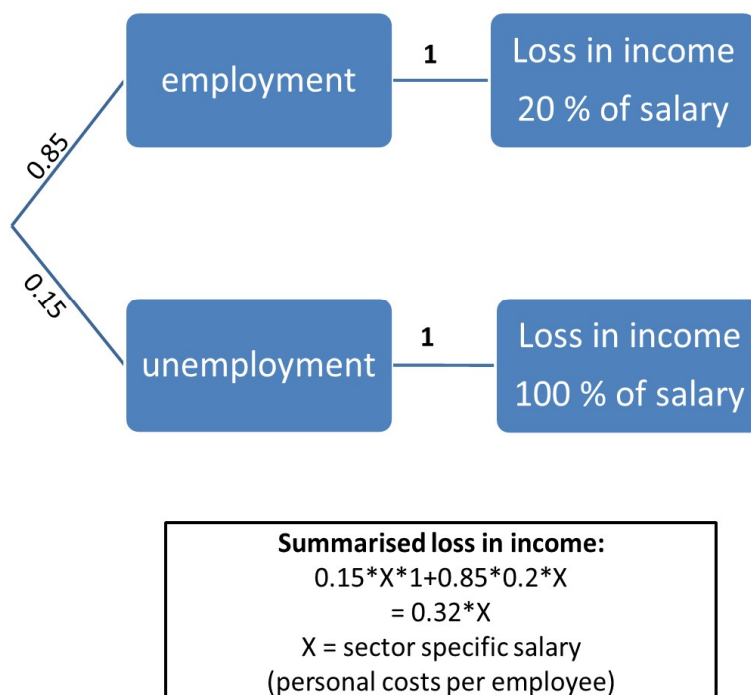 employment
1
Loss in income
20 % of salary
0.85
0.15
unemployment
1
Loss in income
100 % of salary
Summarised loss in income:
0.15*X*1+0.85*0.2*X
= 0.32*X
X = sector specific salary
(personal costs per employee)